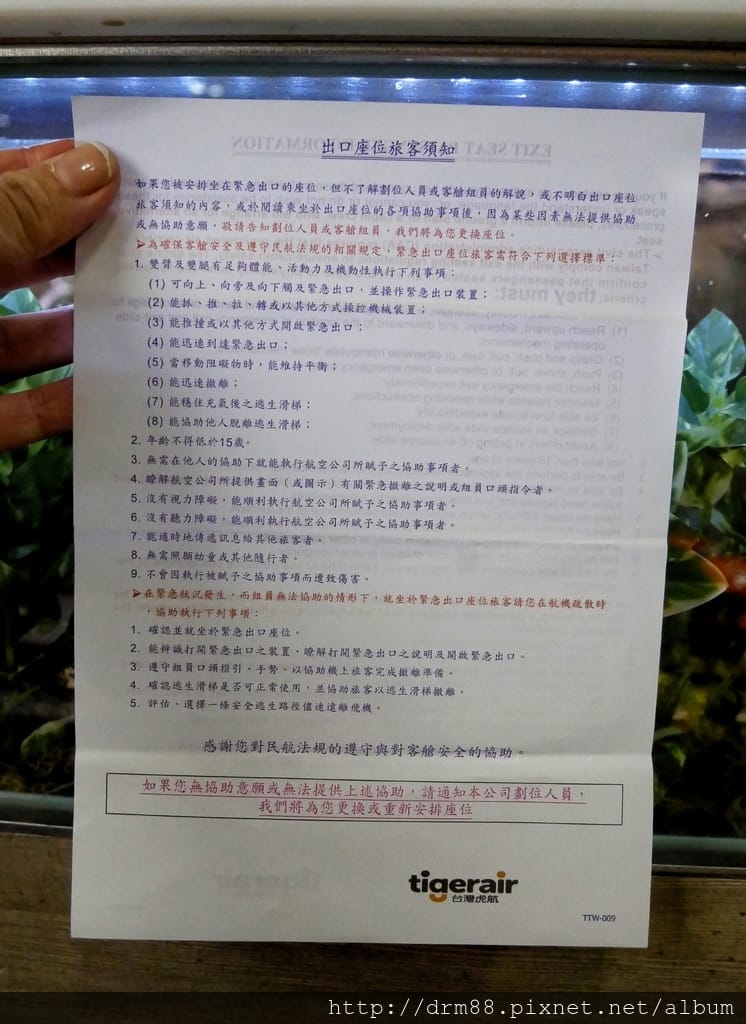 出口座位旅客須知
如果您被安排坐在緊急出口的座位，但不了解劃位人員或客艙組員的解說，或不明白出口座位
旅客須知的內容，或於閱讀乘坐於出口座位的各項協助事項後，因為某些因素無法提供協助
或無協助意願，敬請告知劃位人員或客艙組員，我們將為您更換座位。
➢為確保客艙安全及遵守民航法規的相關規定，緊急出口座位旅客需符合下列選擇標準：
1. 雙臂及雙腿有足夠體能、活動力及機動性執行下列事項：
(1) 可向上、向旁及向下觸及緊急出口，並操緊急出口裝置；
(2) 能抓、推、拉、轉或以其他方式操控機械裝置；
(3) 能推撞或以其他方式開啟緊急出口；
(4) 能迅速到達緊急出口；
(5) 當移動阻礙物時，能維持平衡；
(6) 能迅速撤離；
(7) 能穩住充氣後之逃生滑梯；
(8) 能協助他人脫離逃生滑梯；
2. 年齡不得低於15歲。
3. 無需在他人的協助下就能執行航空公司所賦予之協助事項者。
4. 瞭解航空公司所提供畫面（或圖示）有關緊急撤離之說明或組員口頭指令者。
5. 沒有視力障礙，能順利執行航空公司所賦予之協助事項者。
6. 沒有聽力障礙，能順利執行航空公司所賦予之協助事項者。
7. 能適時地傳遞訊息給其他旅客者。
8. 無需照顧幼童或其他隨行者。
9. 不會因執行被賦予之協助事項而遭致傷害。
➢在緊急狀況發生，而組員無法協助的情形下，就坐於緊急出口座位旅客請您在航機疏散時
，協助執行下列事項：
1. 確認並就坐於緊急出口座位。
2. 能辨識打開緊急出口之裝置、瞭解打開緊急出口之說明及開啟緊急出口。
3. 遵守組員口頭指引、手勢、以協助機上旅客完成撤離準備。
4. 確認逃生滑梯是否可正常使用，並協助旅客以逃生滑梯撤離。
5. 評估、選擇一條安全逃生路徑儘速遠離飛機。
感謝您對民航法規的遵守與對客艙安全的協助。
如果您無協助意願或無法提供上述協助，請通知本公司劃位人員，
我們將為您更換或重新安排座位
tigerair
台灣虎航
TTW-009
http://drm88.pixnet.net/album